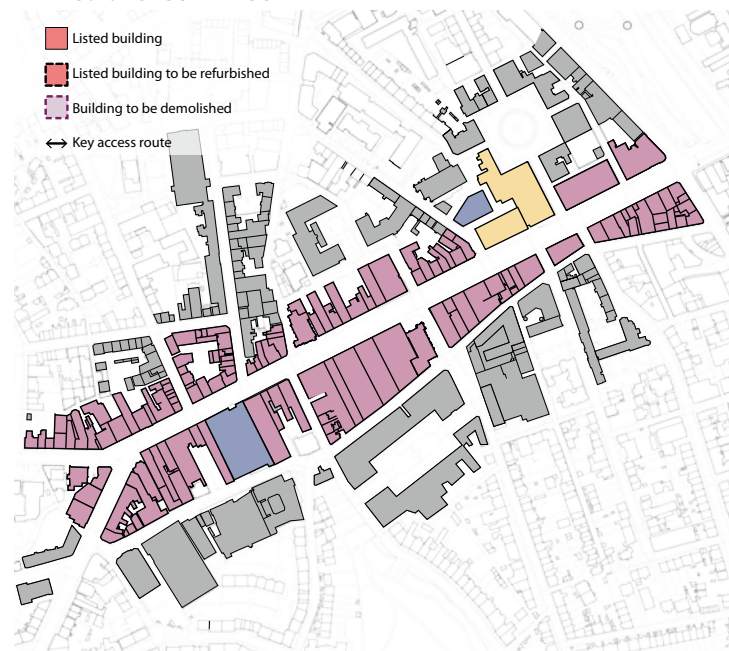 Listed building
Listed building to be refurbished
Building to be demolished
Key access route